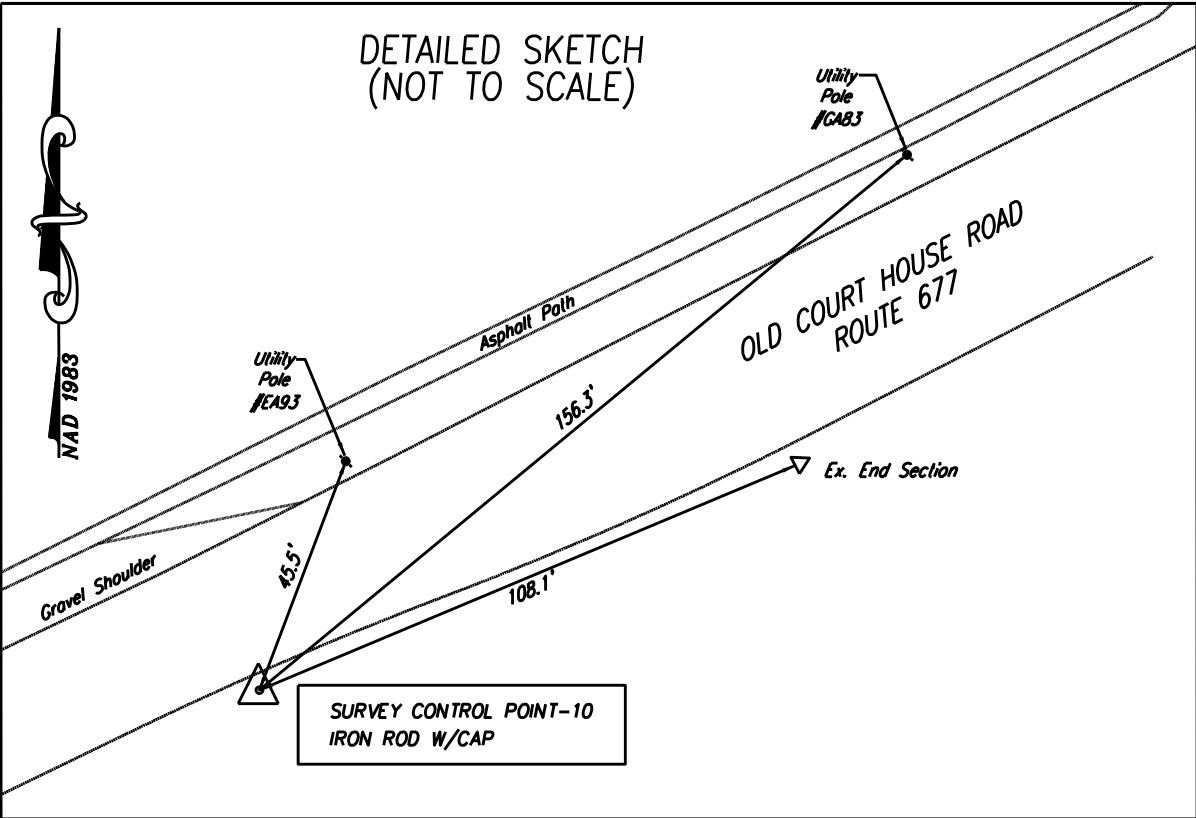 DETAILED SKETCH
(NOT TO SCALE)
Utility
Pole
#GA83
OLD COURT HOUSE ROAD
ROUTE 677
Asphalt Path
NAD 1983
Utility
Pole
#EA93
156.3'
Ex. End Section
45.5'
108.1'
Gravel Shoulder
SURVEY CONTROL POINT-10
IRON ROD W/CAP